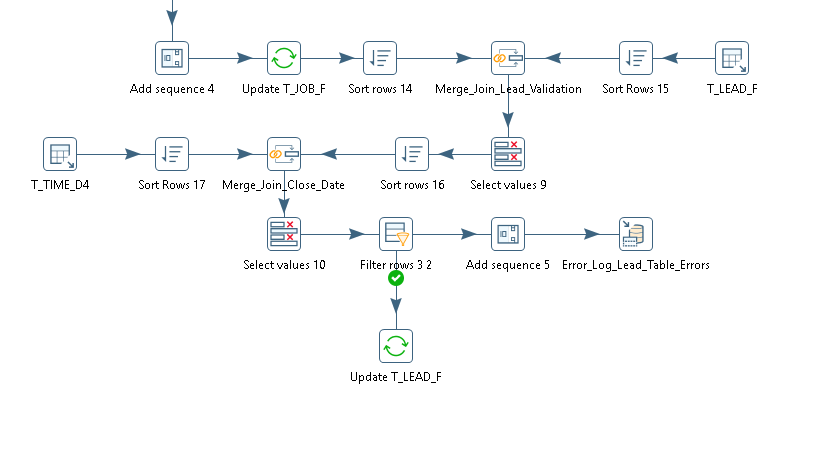 Add sequence 4
Update T_JOB_F
Sort rows 14
Merge_Join_Lead_Validation
Sort Rows 15
T_LEAD_F
T_TIME_D4
Sort Rows 17
Merge_Join_Close_Date
Sort rows 16
Select values 9
Select values 10
Filter rows 3 2
Add sequence 5
Error_Log_Lead_Table_Errors
Update T_LEAD_F